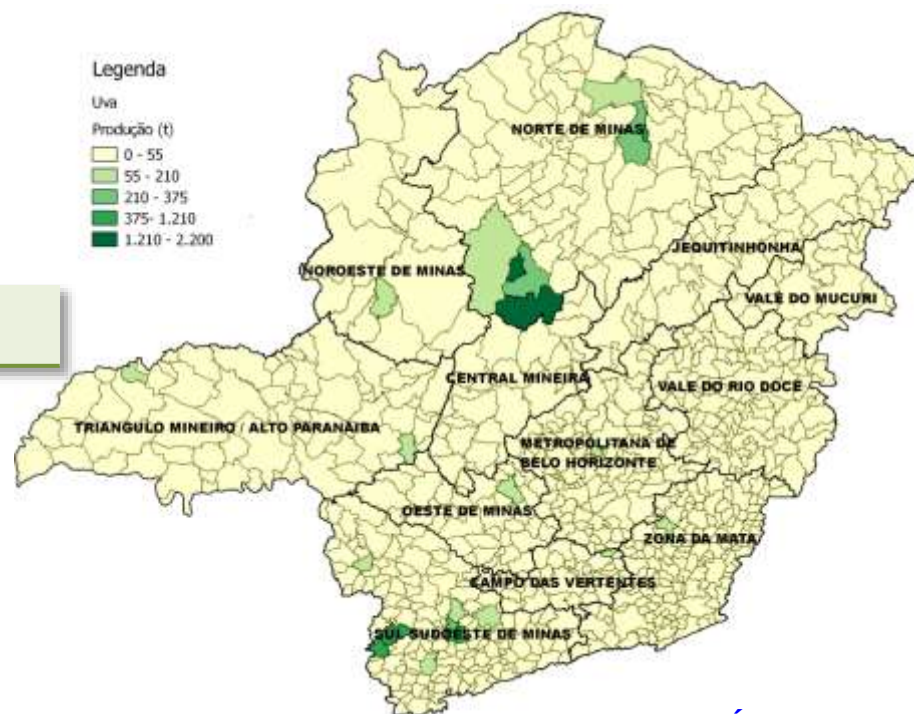 Legenda
Uva
Produção (t)
0 - 55
55 - 210
210 - 375
375- 1.210
1.210 - 2.200
NORTE DE MINAS
JEQUITINHONHA
NOROESTE DE MINAS
VALE DO MUCURI
CENTRAL MINEIRA
VALE DO RIO DOCE
TRIANGULO MINEIRO / ALTO PARANAIBA
METROPOLITANA DE
BELO HORIZONTE
OESTE DE MINAS
ZONA DA MATA
CAMPO DAS VERTENTES
SUL SUDOESTE DE MINAS